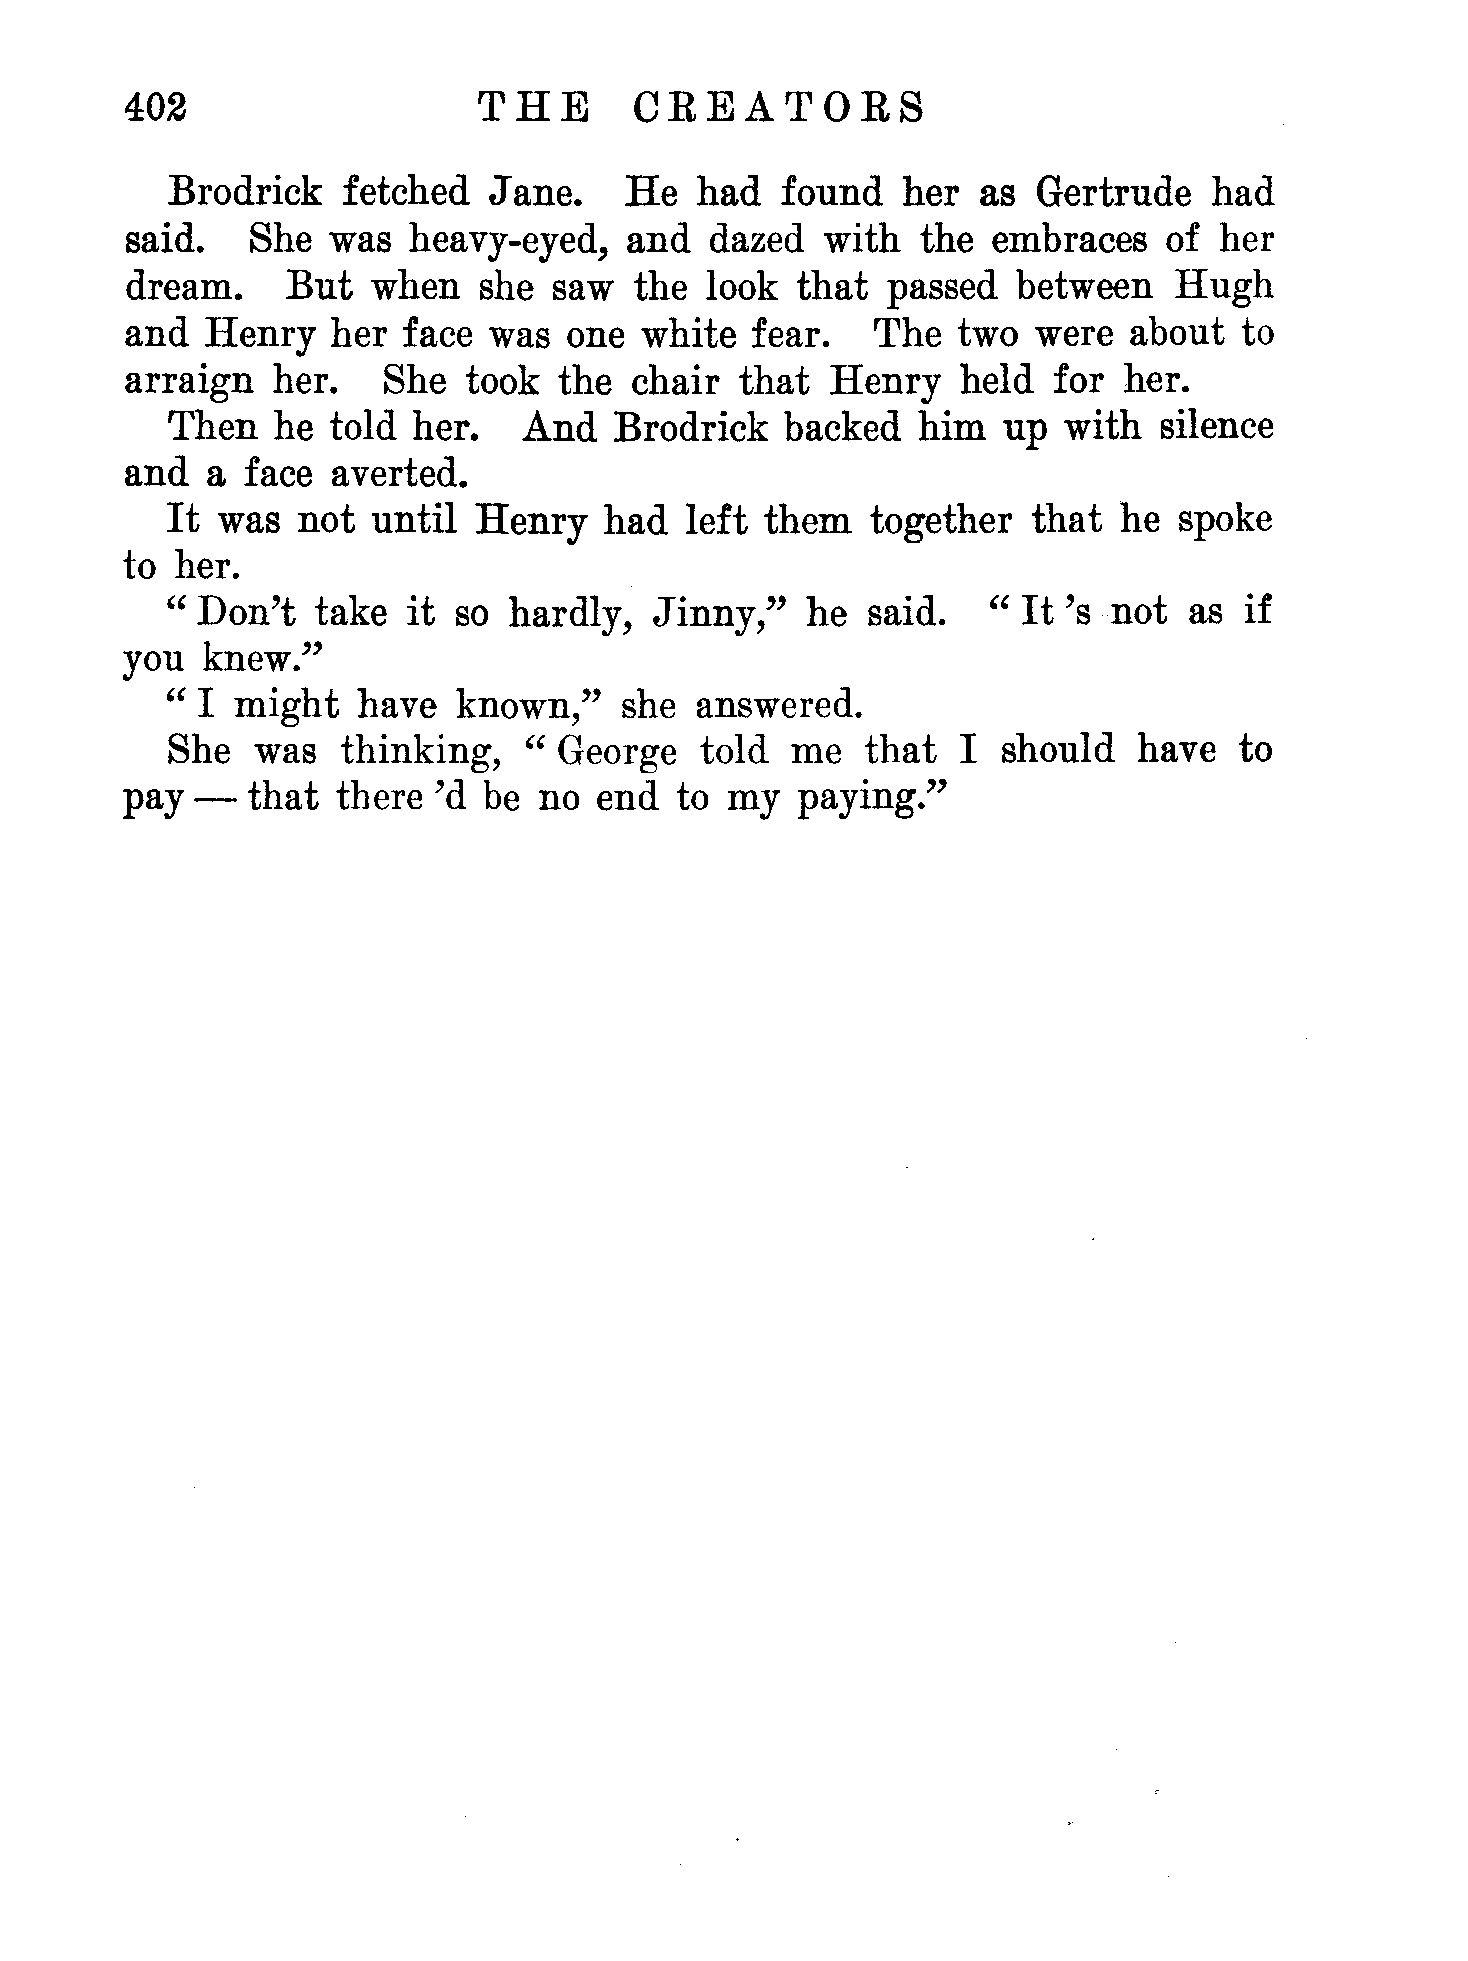 402 THE CREATORS
Brodrick fetched Jane. He had found her as Gertrude had
said. She was heavy-eyed, and dazed with the embraces of her
dream. But when she saw the look that passed between Hugh
and Henry her face was one white fear. The two were about to
arraign her. She took the chair that Henry held for her.
Then he told her. And Brodrick backed him up with silence
and a face averted.
It was not until Henry had left them together that he spoke
to her.
“Don’t take it so hardly, Jinny,” he said. “It ’s not as if
you knew.”
“I might have known,” she answered.
She was thinking, “George told me that I should have to
pay — that there ’d be no end to my paying.”